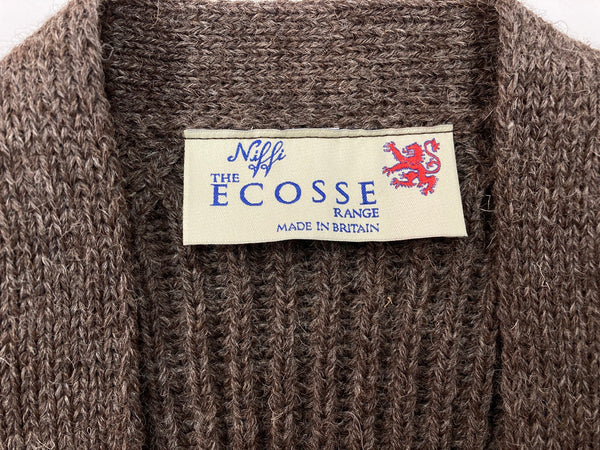 Niffi
THE
ECOSSE
RANGE
MADE IN BRITAIN